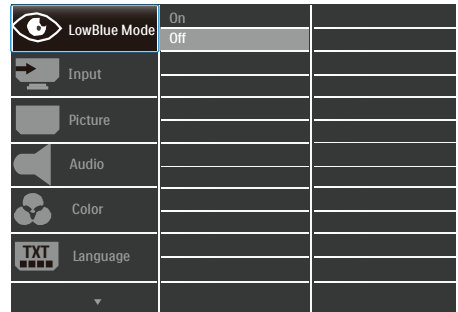 LowBlue Mode
On
Off
Input
Picture
Audio
Color
TXT
Language